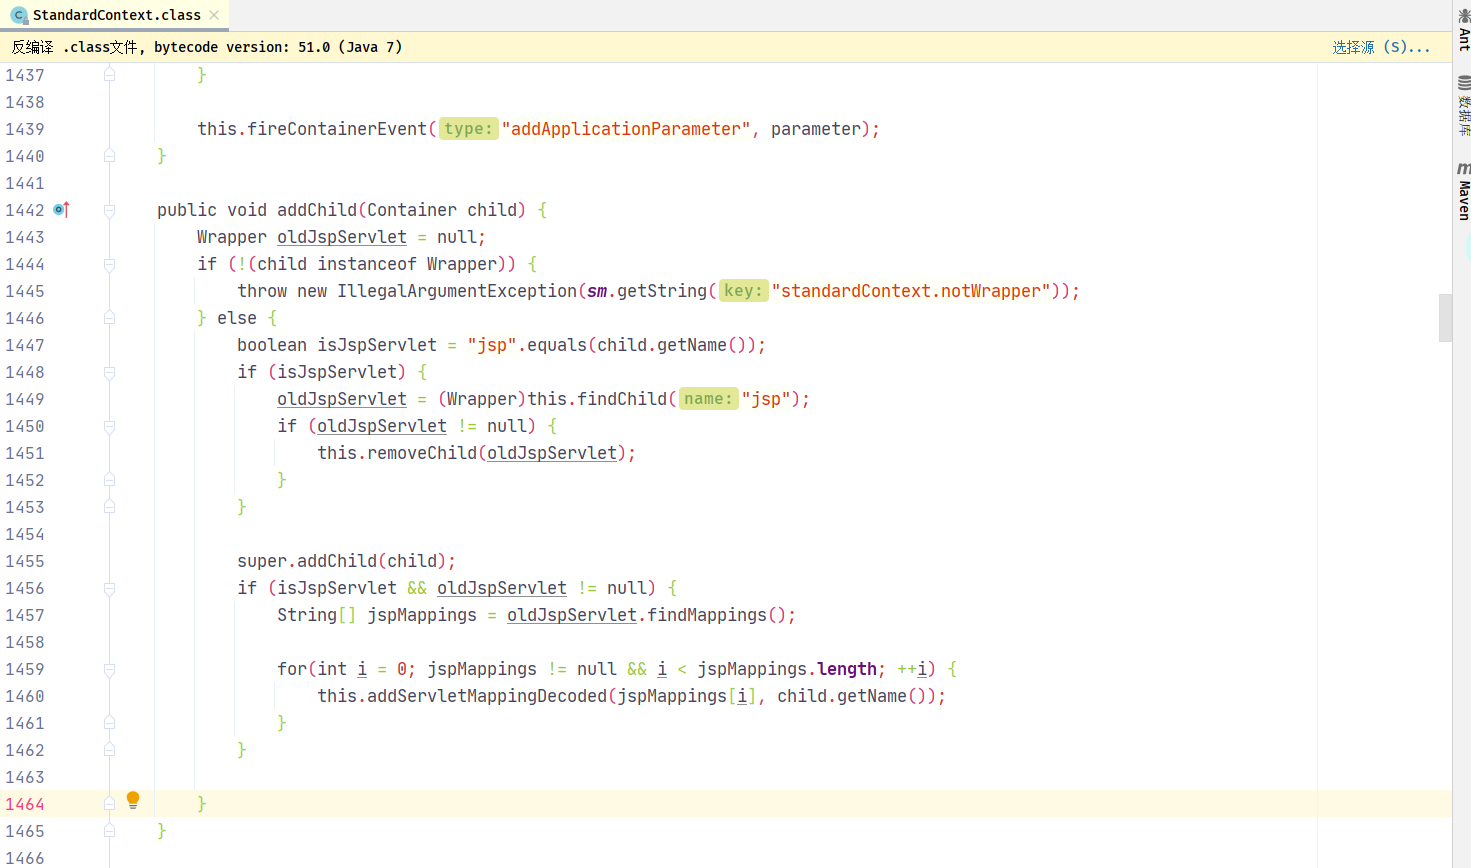 StandardContext.class
反编译 .class文件, bytecode version: 51.0 (Java 7)
选择源 (S)...
1437 }
1438
1439 this.fireContainerEvent( type: "addApplicationParameter", parameter);
1440 }
1441
1442 public void addChild(Container child) {
1443 Wrapper oldJspServlet = null;
1444 if (!(child instanceof Wrapper)) {
1445 throw new IllegalArgumentException(sm.getString( key: "standardContext.notWrapper"));
1446 } else {
1447 boolean isJspServlet = "jsp".equals(child.getName());
1448 if (isJspServlet) {
1449 oldJspServlet = (Wrapper)this.findChild( name: "jsp");
1450 if (oldJspServlet != null) {
1451 this.removeChild(oldJspServlet);
1452 }
1453 }
1454
1455 super.addChild(child);
1456 if (isJspServlet && oldJspServlet != null) {
1457 String[] jspMappings = oldJspServlet.findMappings();
1458
1459 for(int i = 0; jspMappings != null && i < jspMappings.length; ++i) {
1460 this.addServletMappingDecoded(jspMappings[i], child.getName());
1461 }
1462 }
1463
1464 }
1465 }
1466
Ant
数据库
Maven